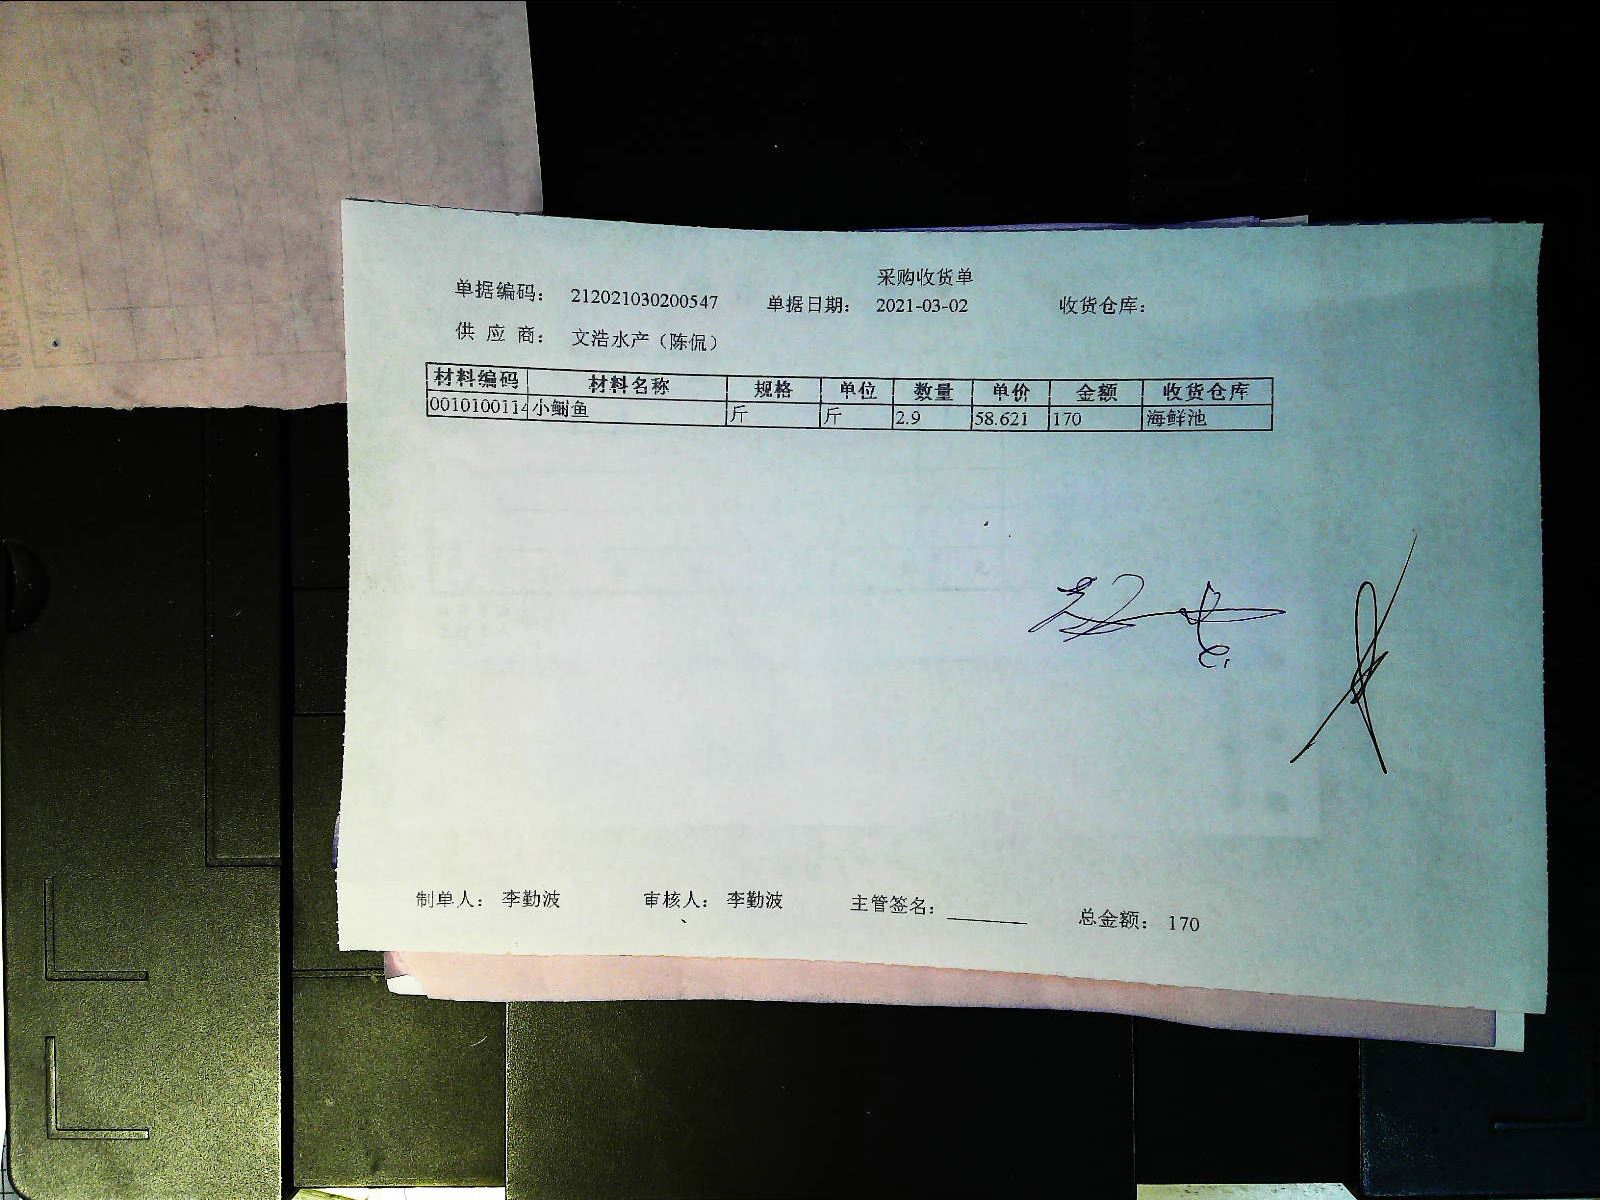 采购收货单
单据编码： 212021030200547 单据日期： 2021-03-02 收货仓库：
供 应 商： 文浩水产（陈侃）
材料编码 材料名称 规格 单位 数量 单价 金额 收货仓库
0010100114 小鮰鱼 斤 斤 2.9 58.621 170 海鲜池
制单人： 李勤波 审核人： 李勤波 主管签名： 总金额： 170